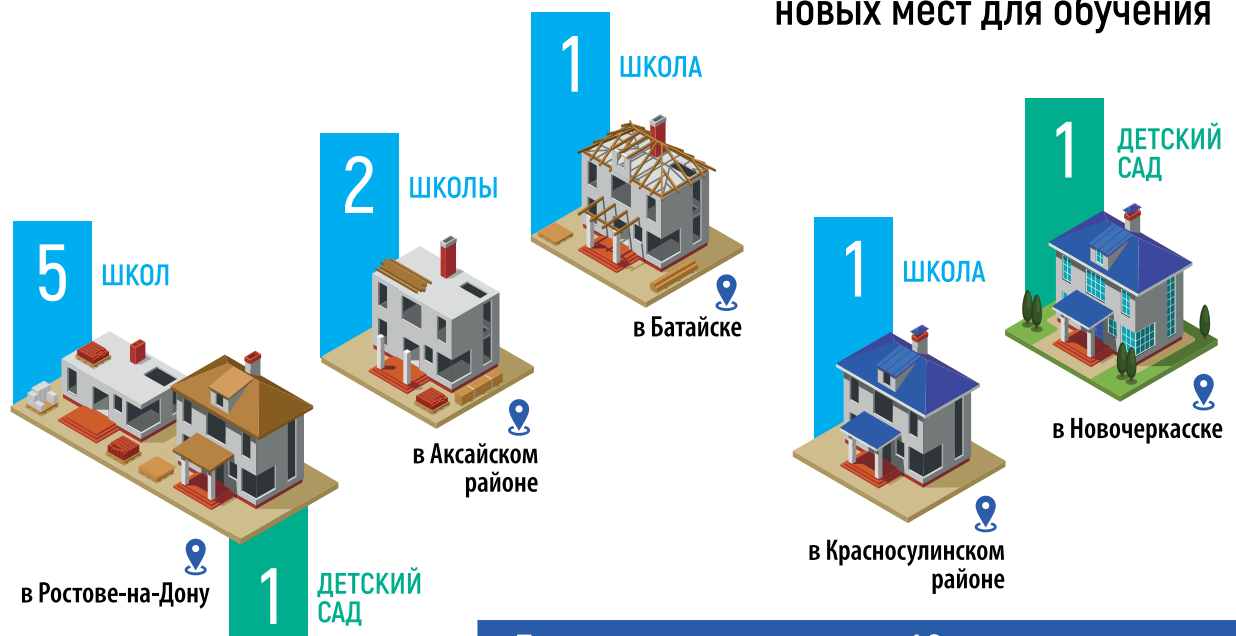 новых мест для обучения
1 ШКОЛА
в Батайске
2 ШКОЛЫ
в Аксайском
районе
5 ШКОЛ
в Ростове-на-Дону
1 ДЕТСКИЙ
САД
1 ШКОЛА
в Красносулинском
районе
1 ДЕТСКИЙ
САД
в Новочеркасске